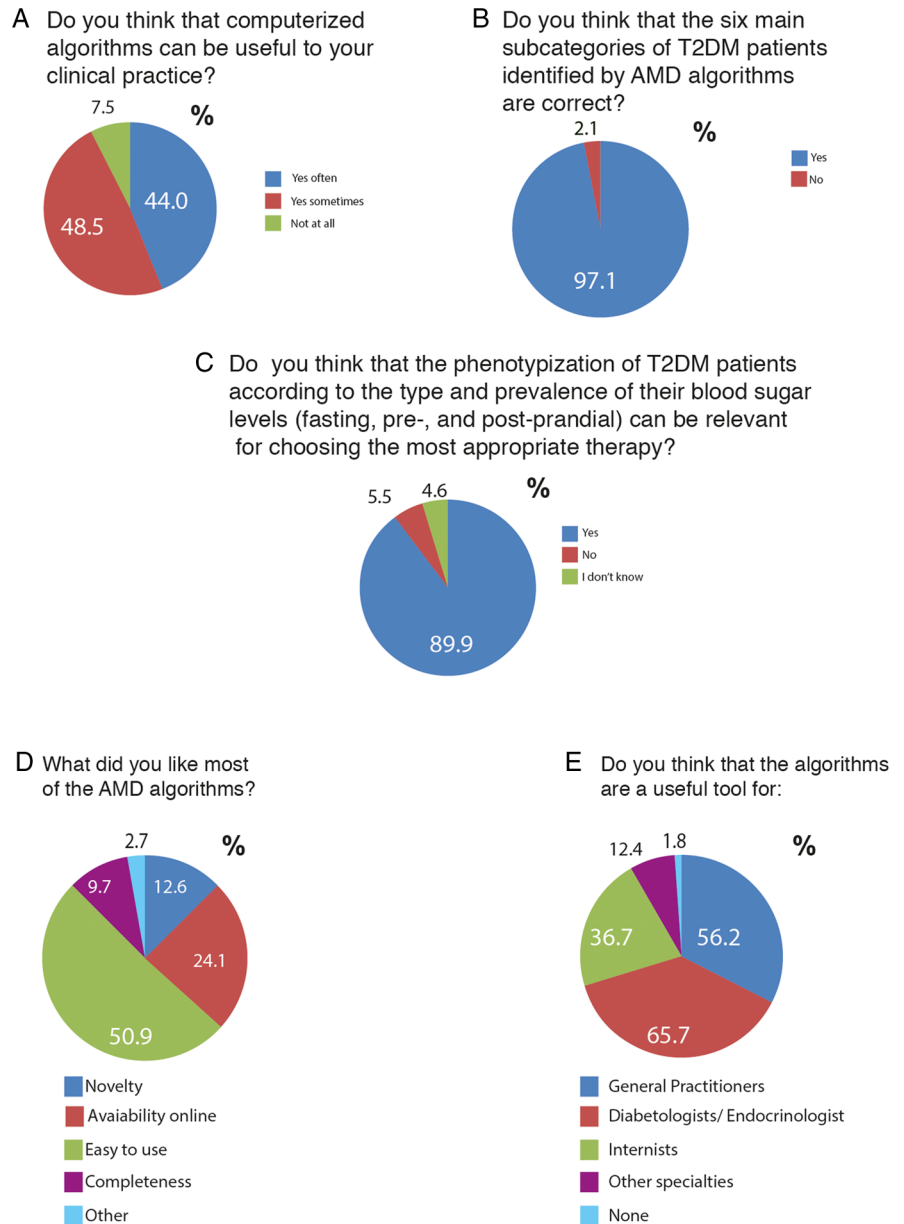 A Do you think that computerized
algorithms can be useful to your
clinical practice?
7.5
%
44.0
48.5
Yes often
Yes sometimes
Not at all
B Do you think that the six main
subcategories of T2DM patients
identified by AMD algorithms
are correct?
2.1
%
97.1
Yes
No
C Do you think that the phenotypization of T2DM patients
according to the type and prevalence of their blood sugar
levels (fasting, pre-, and post-prandial) can be relevant
for choosing the most appropriate therapy?
5.5
4.6
%
89.9
Yes
No
I don't know
D What did you like most
of the AMD algorithms?
2.7
%
9.7
12.6
24.1
50.9
Novelty
Avaiability online
Easy to use
Completeness
Other
E Do you think that the algorithms
are a useful tool for:
12.4
1.8
%
36.7
56.2
65.7
General Practitioners
Diabetologists/ Endocrinologist
Internists
Other specialties
None